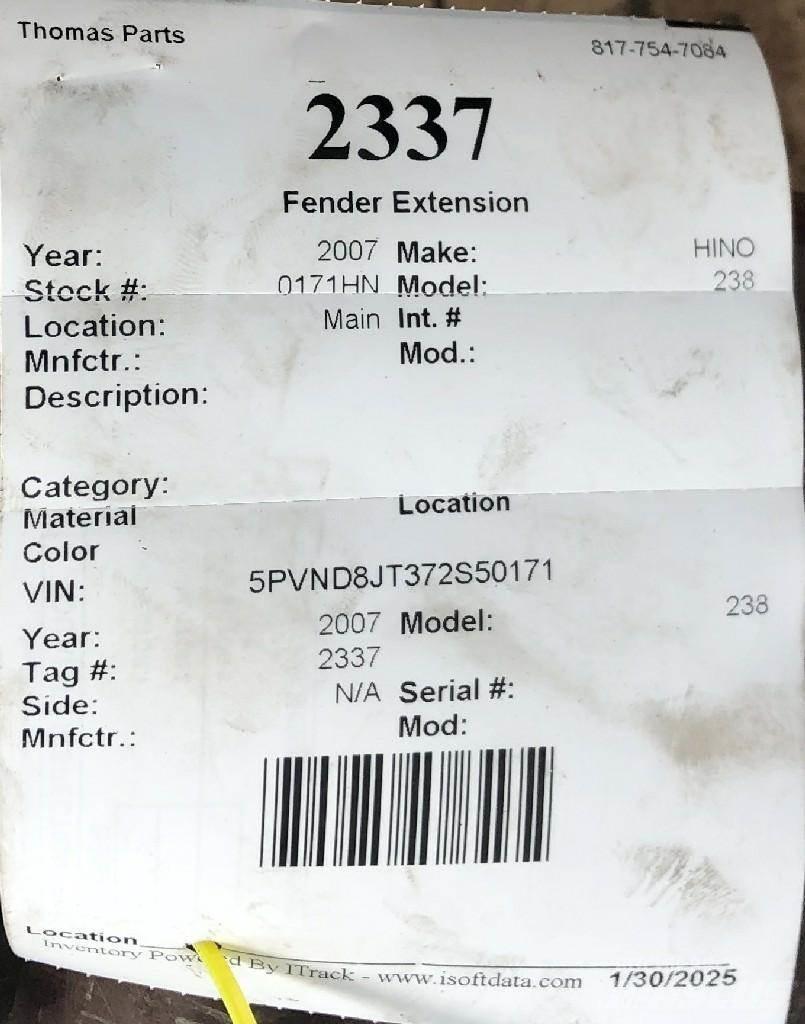 Thomas Parts 817-754-7084
2337
Fender Extension
Year: 2007 Make: HINO
Stock #: 0171HN Model: 238
Location: Main Int. #
Mnfctr.: Mod.:
Description:
Category:
Material Location
Color
VIN: 5PVND8JT372S50171
Year: 2007 Model: 238
Tag #: 2337
Side: N/A Serial #:
Mnfctr.: Mod:
Location
Inventory Powered By ITrack - www.isoftdata.com 1/30/2025